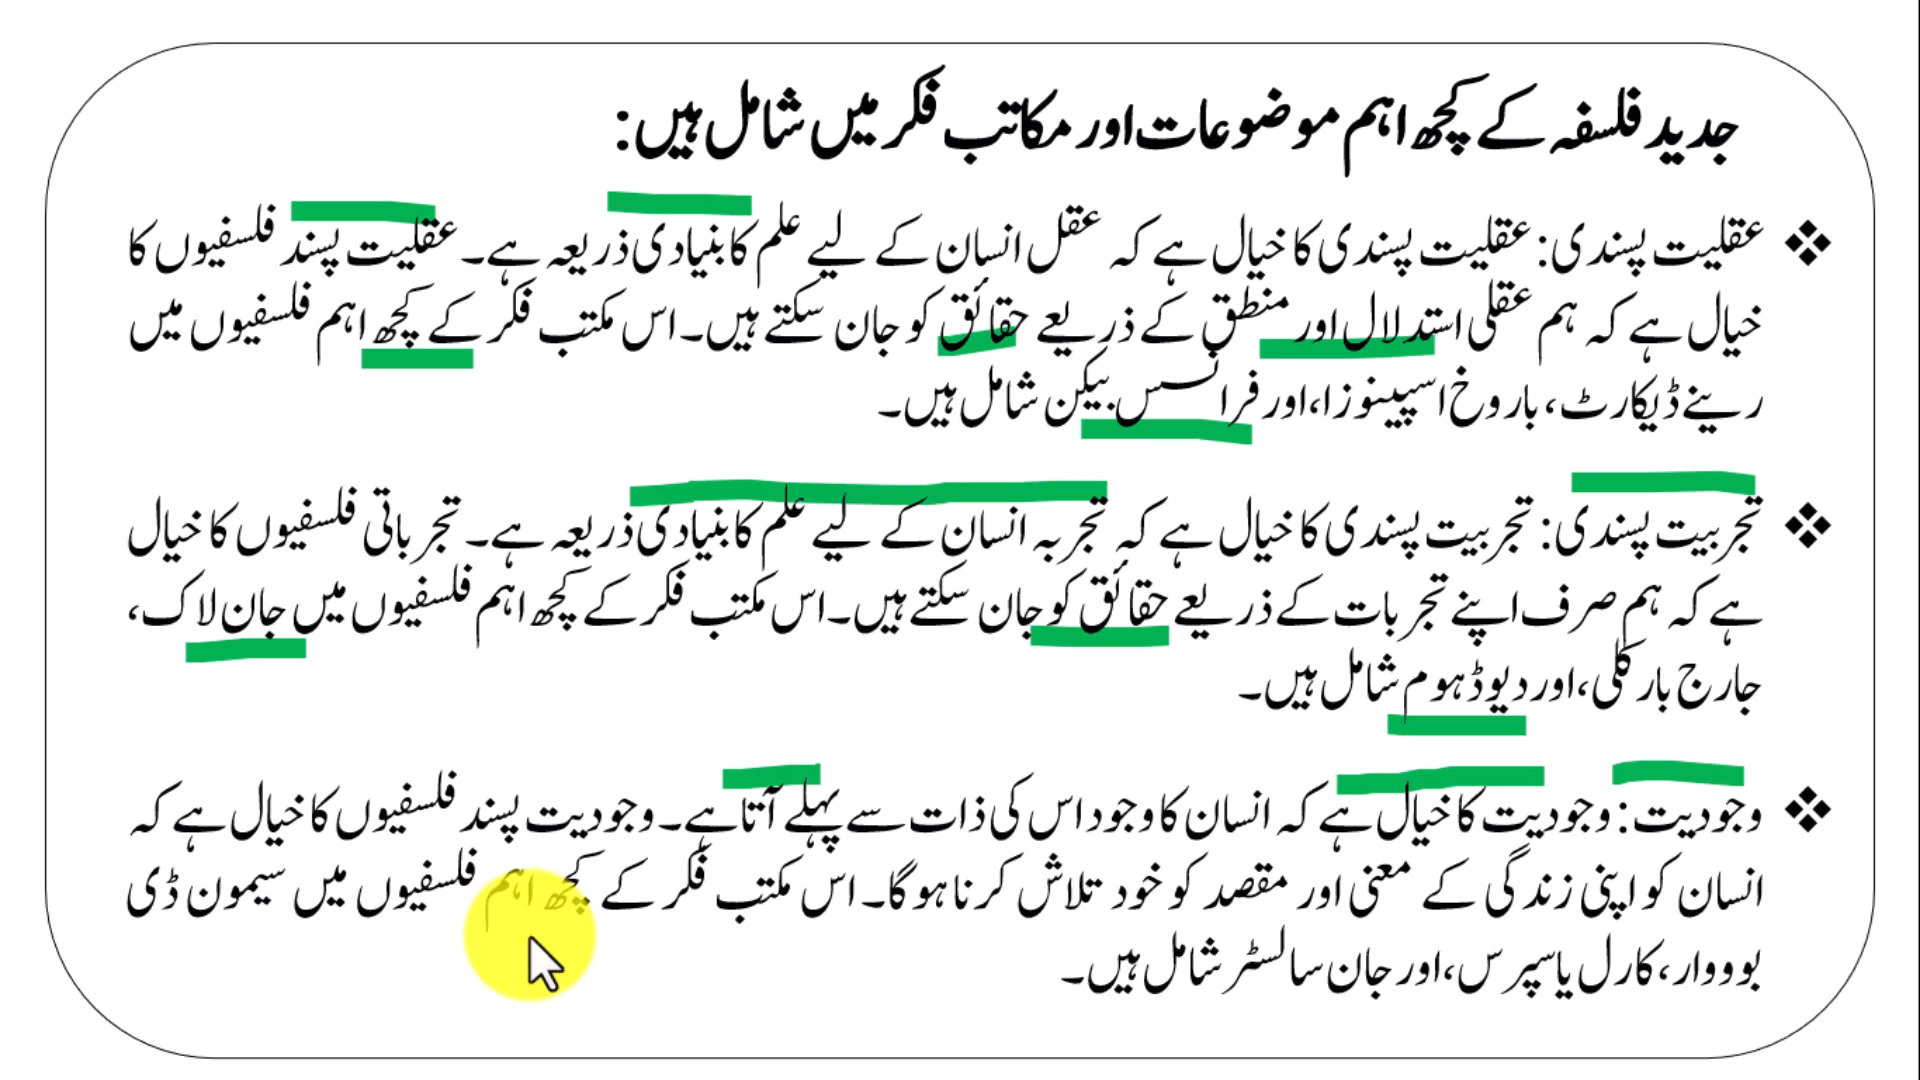 جدید فلسفہ کے کچھ اہم موضوعات اور مکاتب فکر میں شامل ہیں:
❖ عقلیت پسندی: عقلیت پسندی کا خیال ہے کہ عقل انسان کے لیے علم کا بنیادی ذریعہ ہے۔ عقلیت پسند فلسفیوں کا
خیال ہے کہ ہم عقلی استدلال اور منطق کے ذریعے حقائق کو جان سکتے ہیں۔ اس مکتب فکر کے کچھ اہم فلسفیوں میں
رینے ڈیکارٹ، باروخ اسپینوزا، اور فرانسس بیکن شامل ہیں۔
❖ تجربیت پسندی: تجربیت پسندی کا خیال ہے کہ تجربہ انسان کے لیے علم کا بنیادی ذریعہ ہے۔ تجرباتی فلسفیوں کا خیال
ہے کہ ہم صرف اپنے تجربات کے ذریعے حقائق کو جان سکتے ہیں۔ اس مکتب فکر کے کچھ اہم فلسفیوں میں جان لاک،
جارج بارکلی، اور دیوڈ ہوم شامل ہیں۔
❖ وجودیت: وجودیت کا خیال ہے کہ انسان کا وجود اس کی ذات سے پہلے آتا ہے۔ وجودیت پسند فلسفیوں کا خیال ہے کہ
انسان کو اپنی زندگی کے معنی اور مقصد کو خود تلاش کرنا ہوگا۔ اس مکتب فکر کے کچھ اہم فلسفیوں میں سیمون ڈی
بووووار، کارل یاسپرس، اور جان سالسٹر شامل ہیں۔